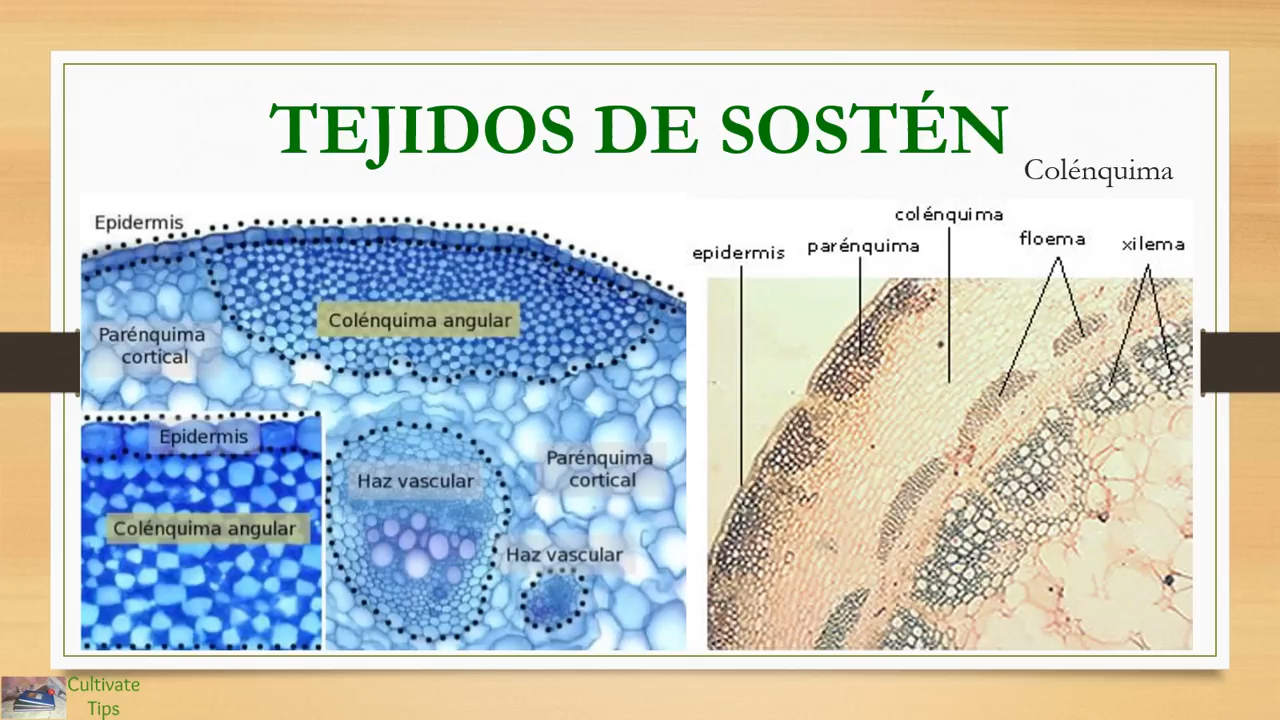 TEJIDOS DE SOSTÉN
Colénquima
Epidermis
Parénquima
cortical
Colénquima angular
Epidermis
Colénquima angular
Haz vascular
Parénquima
cortical
Haz vascular
epidermis
parénquima
colénquima
floema
xilema
Cultivate
Tips